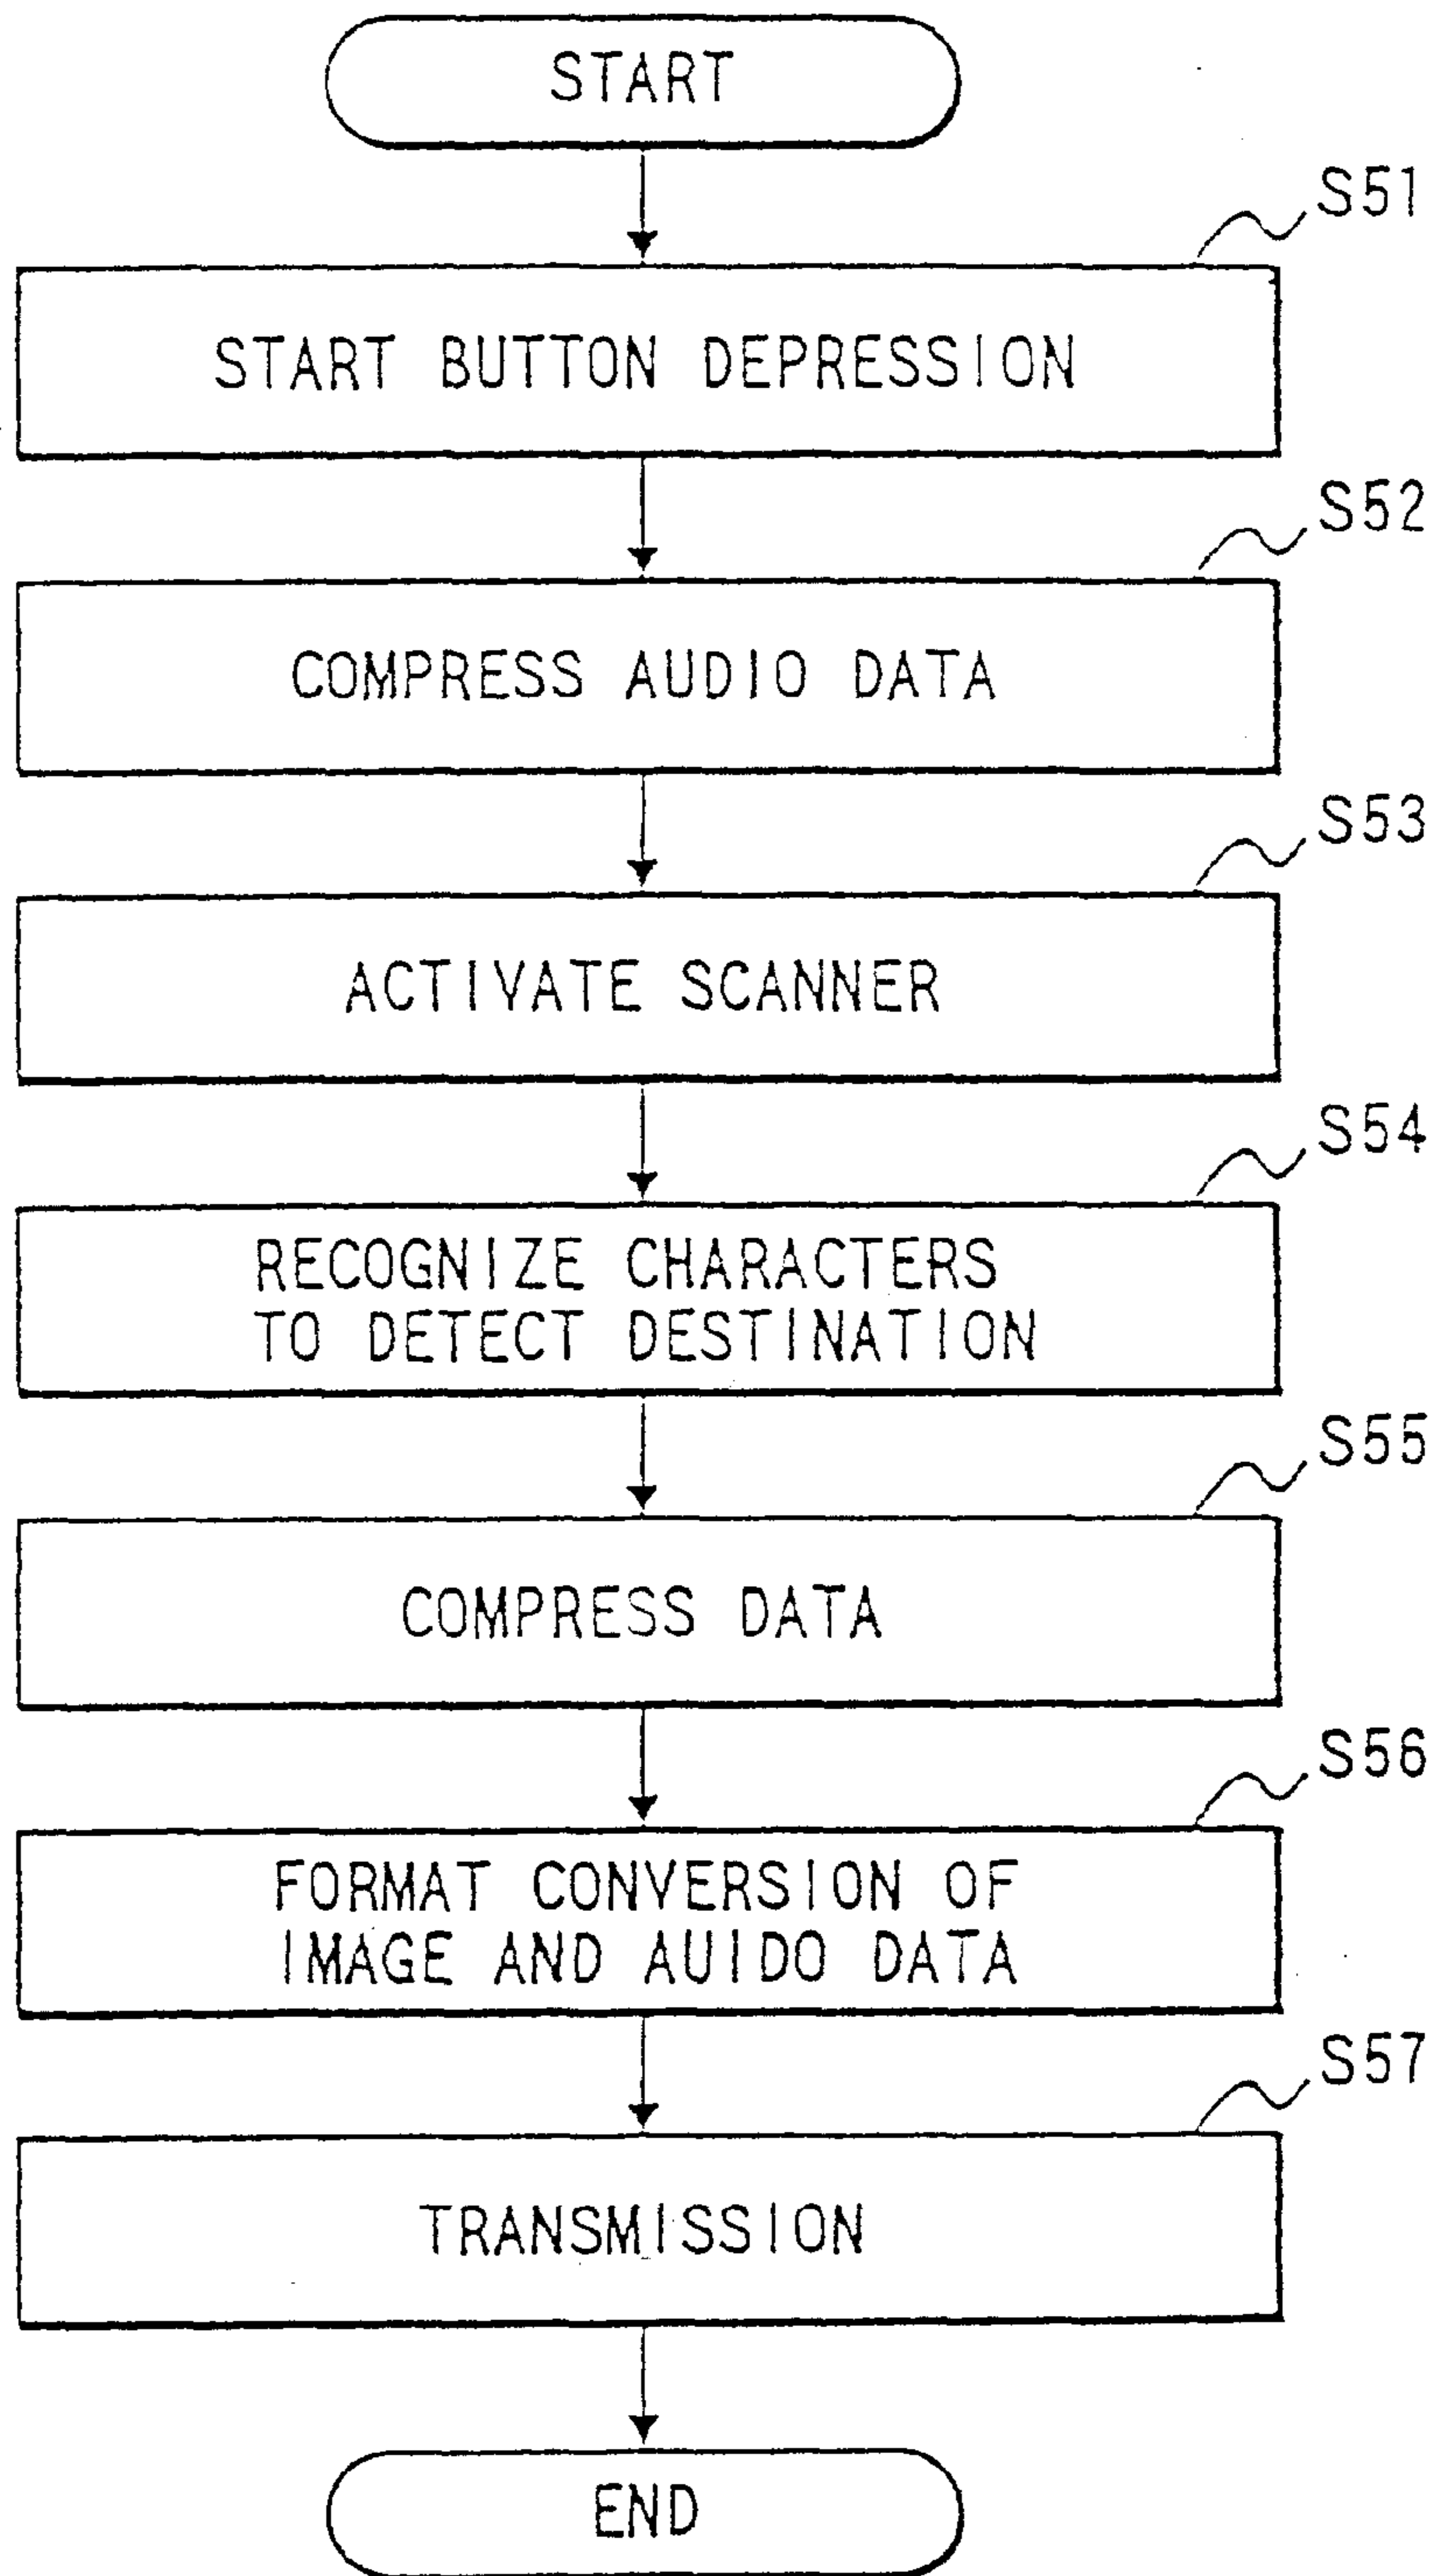 START
S51
START BUTTON DEPRESSION
S52
COMPRESS AUDIO DATA
S53
ACTIVATE SCANNER
S54
RECOGNIZE CHARACTERS
TO DETECT DESTINATION
S55
COMPRESS DATA
S56
FORMAT CONVERSION OF
IMAGE AND AUIDO DATA
S57
TRANSMISSION
END